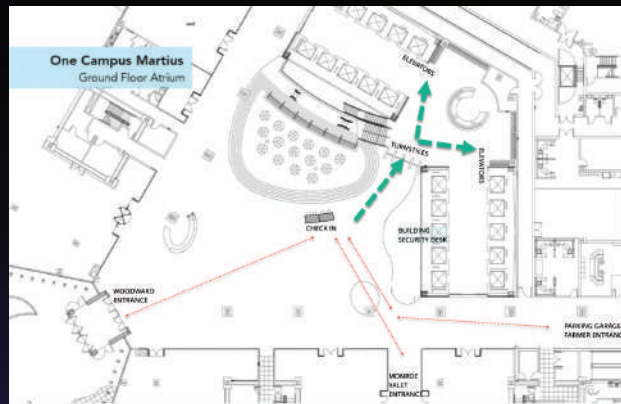 One Campus Martius
Ground Floor Atrium
ELEVATORS
TURNSTILES
ELEVATORS
CHECK IN
BUILDING
SECURITY DESK
WOODWARD
ENTRANCE
PARKING GARAGE
FARMER ENTRANC
MONROE
VALET
ENTRANCE